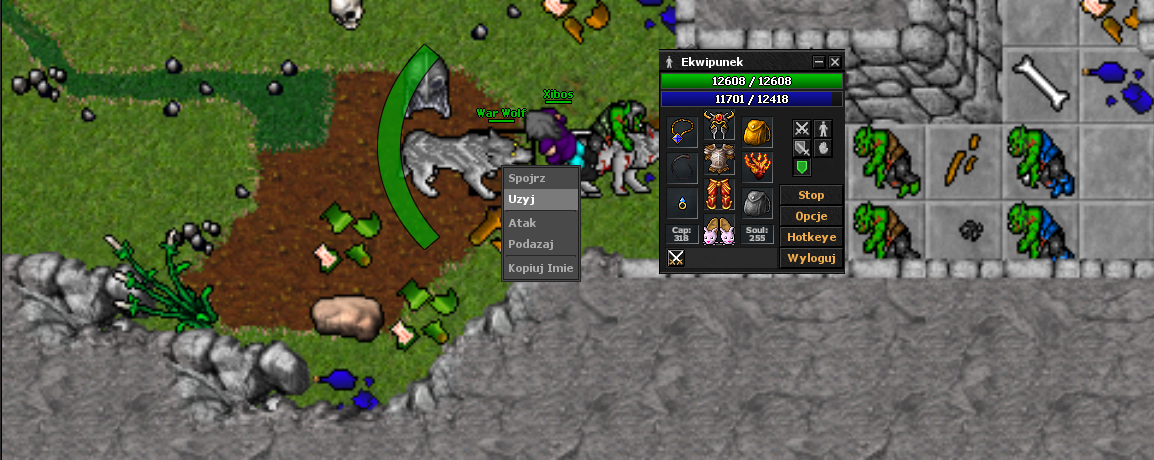 Xibos
War Wolf
Spojrz
Uzyj
Atak
Podazaj
Kopiuj Imie
Ekwipunek
12608 / 12608
11701 / 12418
Cap:
318
Soul:
255
Stop
Opcje
Hotkeye
Wyloguj